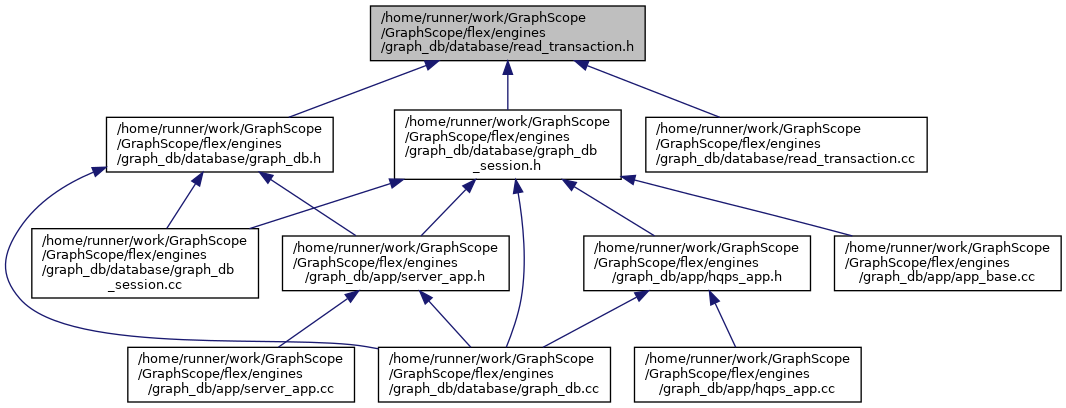 /home/runner/work/GraphScope
/GraphScope/flex/engines
/graph_db/database/read_transaction.h
/home/runner/work/GraphScope
/GraphScope/flex/engines
/graph_db/database/graph_db.h
/home/runner/work/GraphScope
/GraphScope/flex/engines
/graph_db/database/graph_db
_session.h
/home/runner/work/GraphScope
/GraphScope/flex/engines
/graph_db/database/read_transaction.cc
/home/runner/work/GraphScope
/GraphScope/flex/engines
/graph_db/database/graph_db
_session.cc
/home/runner/work/GraphScope
/GraphScope/flex/engines
/graph_db/app/server_app.h
/home/runner/work/GraphScope
/GraphScope/flex/engines
/graph_db/app/hqps_app.h
/home/runner/work/GraphScope
/GraphScope/flex/engines
/graph_db/app/app_base.cc
/home/runner/work/GraphScope
/GraphScope/flex/engines
/graph_db/app/server_app.cc
/home/runner/work/GraphScope
/GraphScope/flex/engines
/graph_db/database/graph_db.cc
/home/runner/work/GraphScope
/GraphScope/flex/engines
/graph_db/app/hqps_app.cc